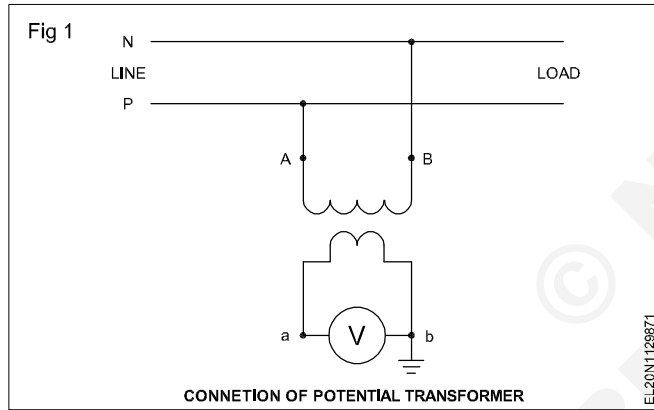 Fig 1
N
LINE
LOAD
P
A
B
V
a
b
CONNETION OF POTENTIAL TRANSFORMER
EL20N1129871
©